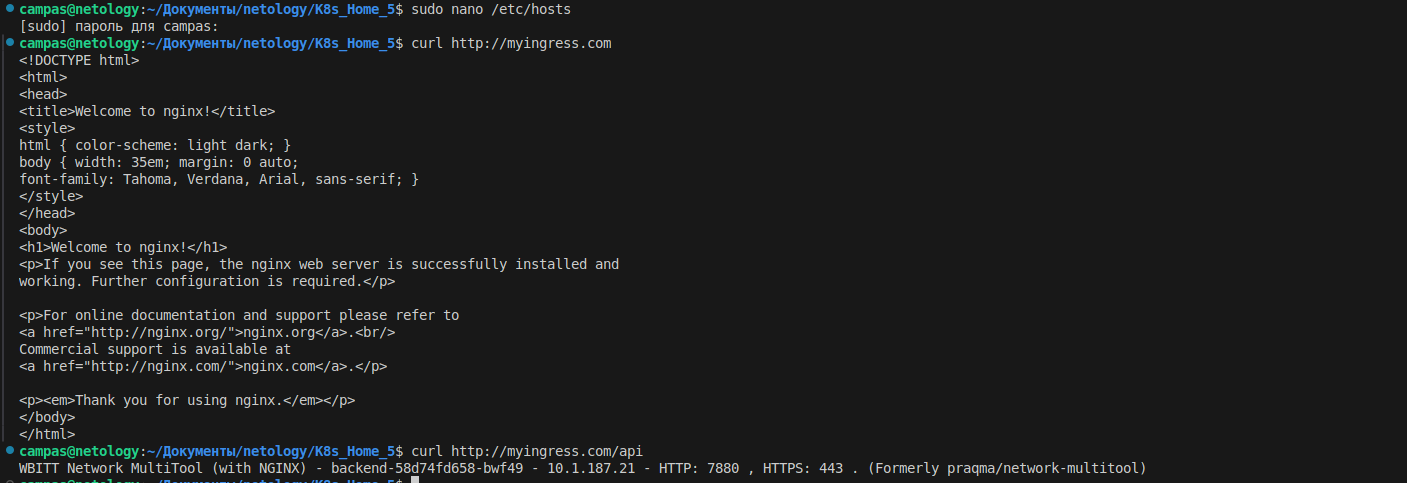 campas@netology:~/Документы/netology/K8s_Home_5$ sudo nano /etc/hosts
[sudo] пароль для campas:
campas@netology:~/Документы/netology/K8s_Home_5$ curl http://myingress.com
<!DOCTYPE html>
<html>
<head>
<title>Welcome to nginx!</title>
<style>
html { color-scheme: light dark; }
body { width: 35em; margin: 0 auto;
font-family: Tahoma, Verdana, Arial, sans-serif; }
</style>
</head>
<body>
<h1>Welcome to nginx!</h1>
<p>If you see this page, the nginx web server is successfully installed and
working. Further configuration is required.</p>

<p>For online documentation and support please refer to
<a href="http://nginx.org/">nginx.org</a>.<br/>
Commercial support is available at
<a href="http://nginx.com/">nginx.com</a>.</p>

<p><em>Thank you for using nginx.</em></p>
</body>
</html>
campas@netology:~/Документы/netology/K8s_Home_5$ curl http://myingress.com/api
WBITT Network MultiTool (with NGINX) - backend-58d74fd658-bwf49 - 10.1.187.21 - HTTP: 7880 , HTTPS: 443 . (Formerly praqma/network-multitool)
campas@netology:~/Документы/netology/K8s_Home_5$